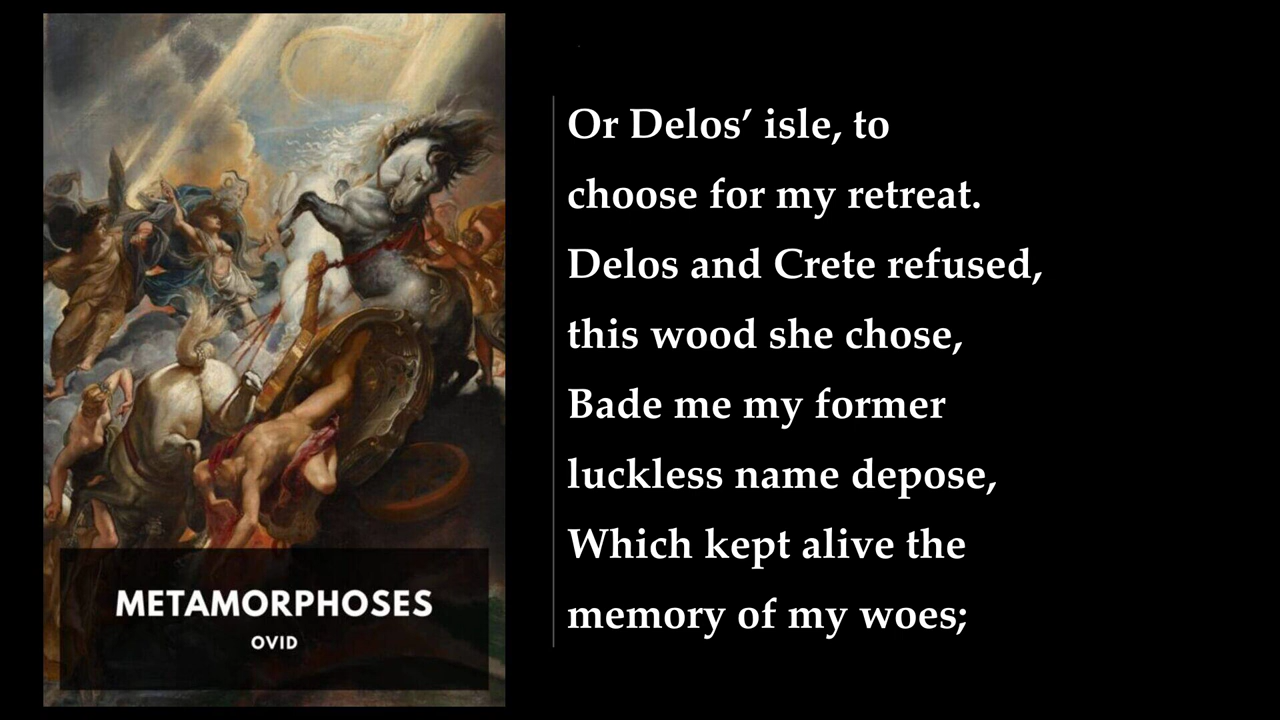 METAMORPHOSES
OVID
Or Delos’ isle, to
choose for my retreat.
Delos and Crete refused,
this wood she chose,
Bade me my former
luckless name depose,
Which kept alive the
memory of my woes;